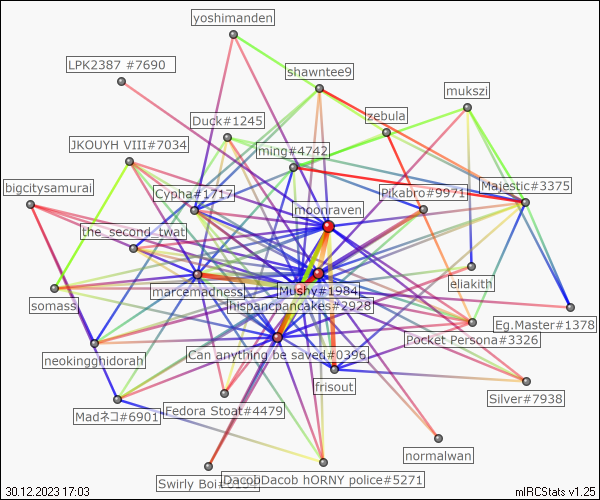 yoshimanden
LPK2387 #7690
shawntee9
mukszi
Duck#1245
zebula
JKOUYH VIII#7034
ming#4742
bigcitysamurai
Cypha#1717
Pikabro#9971
Majestic#3375
moonraven
the_second_twat
eliakith
marcemadness
Mushy#1984
somass
hispancpancakes#2928
Eg.Master#1378
Pocket Persona#3326
neokingghidorah
Can anything be saved#0396
frisout
Silver#7938
Madネコ#6901
Fedora Stoat#4479
normalwan
Swirly Boi
DacobDacob hORNY police#5271
30.12.2023 17:03
mIRCStats v1.25